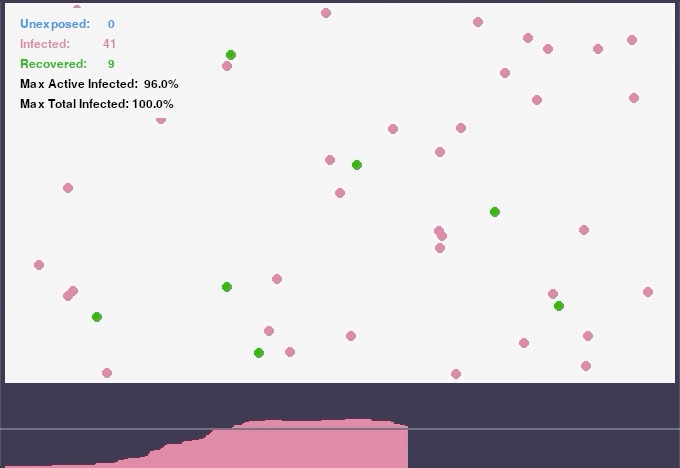 Unexposed: 0
Infected: 41
Recovered: 9
Max Active Infected: 96.0%
Max Total Infected: 100.0%